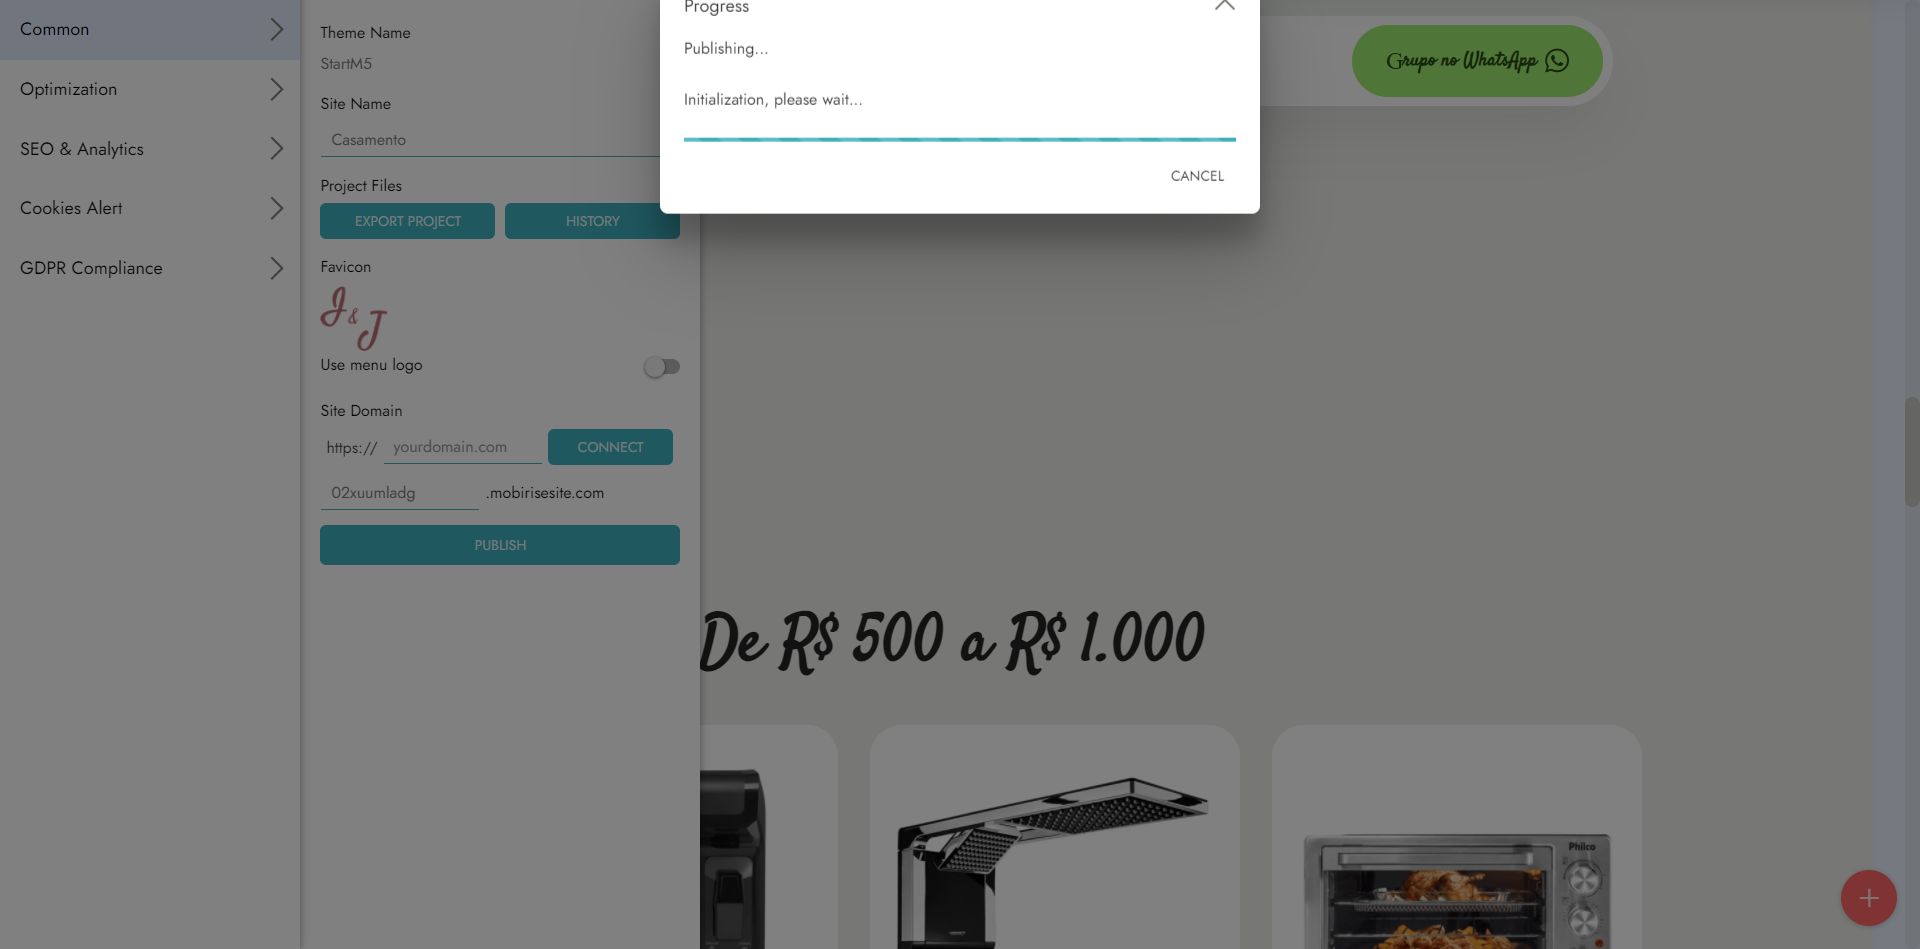 Common
Optimization
SEO & Analytics
Cookies Alert
GDPR Compliance
Theme Name
StartM5
Site Name
Casamento
Project Files
EXPORT PROJECT
HISTORY
Favicon
J & J
Use menu logo
Site Domain
https://
yourdomain.com
CONNECT
02xuumladg
.mobirisesite.com
PUBLISH
Progress
Publishing...
Initialization, please wait...
CANCEL
Grupo no WhatsApp
De R$ 500 a R$ 1.000
Philco